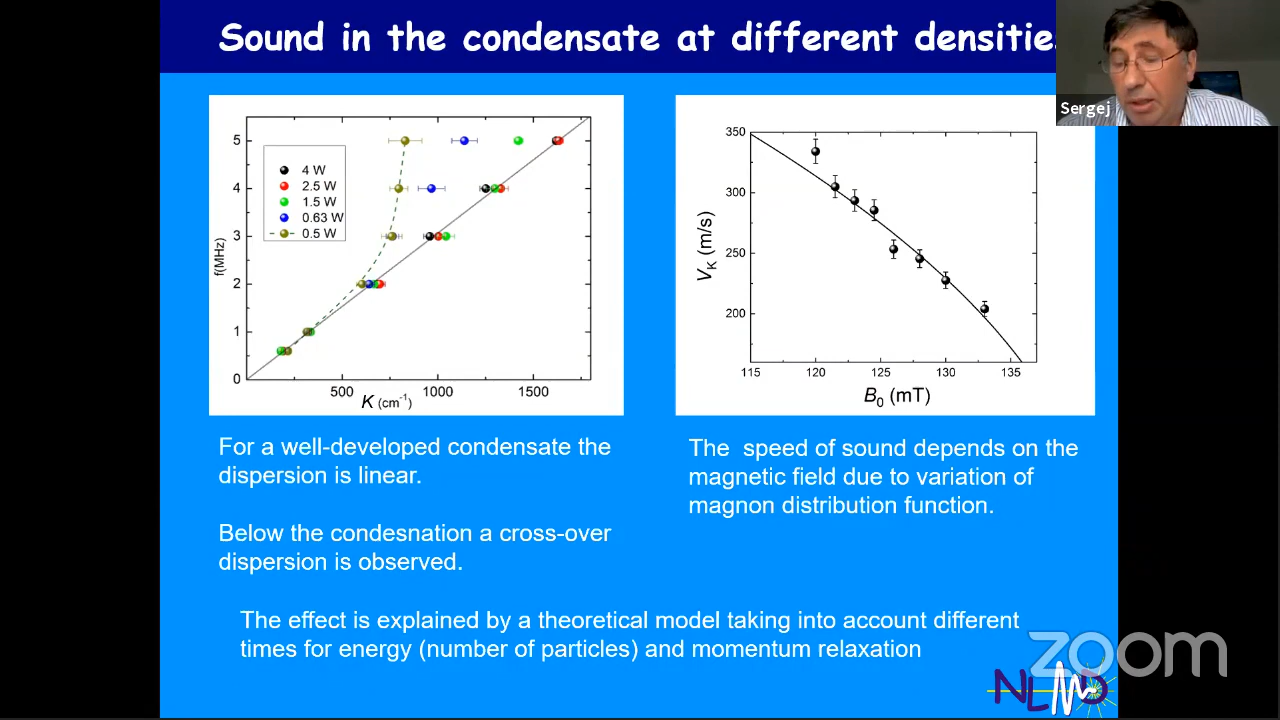 Sound in the condensate at different densitie
Sergej
5
4
3
2
1
0
f(MHz)
4 W
2.5 W
1.5 W
0.63 W
0.5 W
500
1000
1500
K (cm⁻¹)
350
300
250
200
V_K (m/s)
115
120
125
130
135
B₀ (mT)
For a well-developed condensate the
dispersion is linear.
Below the condesnation a cross-over
dispersion is observed.
The speed of sound depends on the
magnetic field due to variation of
magnon distribution function.
The effect is explained by a theoretical model taking into account different
times for energy (number of particles) and momentum relaxation
zoom
NLMD